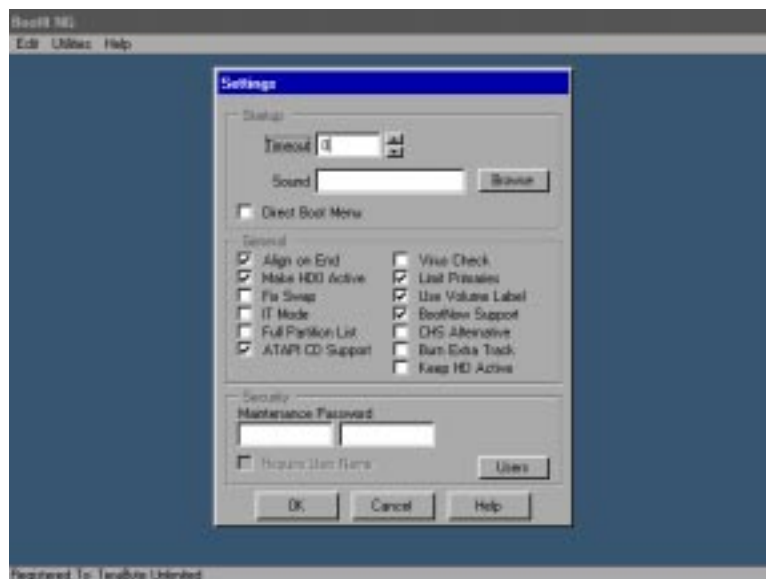 BootIt NG
Edit Utilities Help
Settings
Startup
Timeout 0
Sound Browse
Direct Boot Menu
General
Align on End
Make HD0 Active
Fix Swap
IT Mode
Full Partition List
ATAPI CD Support
Virus Check
Limit Primaries
Use Volume Label
BootNow Support
CHS Alternative
Burn Extra Track
Keep HD Active
Security
Maintenance Password
Require User Name
Users
OK Cancel Help
Registered To: TeraByte Unlimited